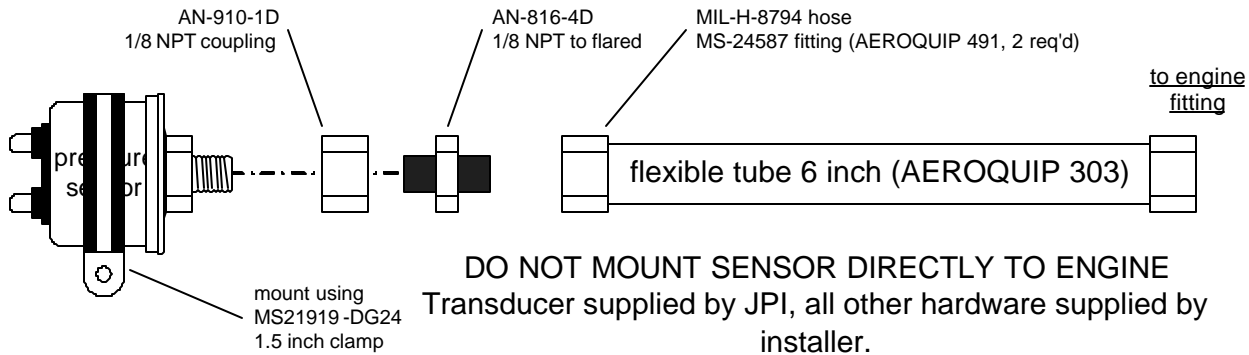 AN-910-1D
1/8 NPT coupling
AN-816-4D
1/8 NPT to flared
MIL-H-8794 hose
MS-24587 fitting (AEROQUIP 491, 2 req'd)
to engine
fitting
flexible tube 6 inch (AEROQUIP 303)
mount using
MS21919 -DG24
1.5 inch clamp
DO NOT MOUNT SENSOR DIRECTLY TO ENGINE
Transducer supplied by JPI, all other hardware supplied by
installer.